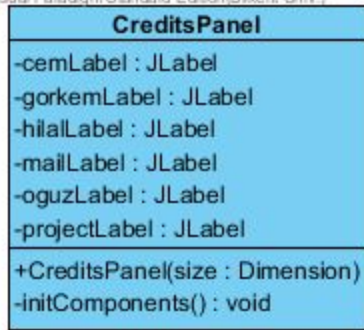 CreditsPanel
-cemLabel : JLabel
-gorkemLabel : JLabel
-hilalLabel : JLabel
-mailLabel : JLabel
-oguzLabel : JLabel
-projectLabel : JLabel
+CreditsPanel(size : Dimension)
-initComponents() : void